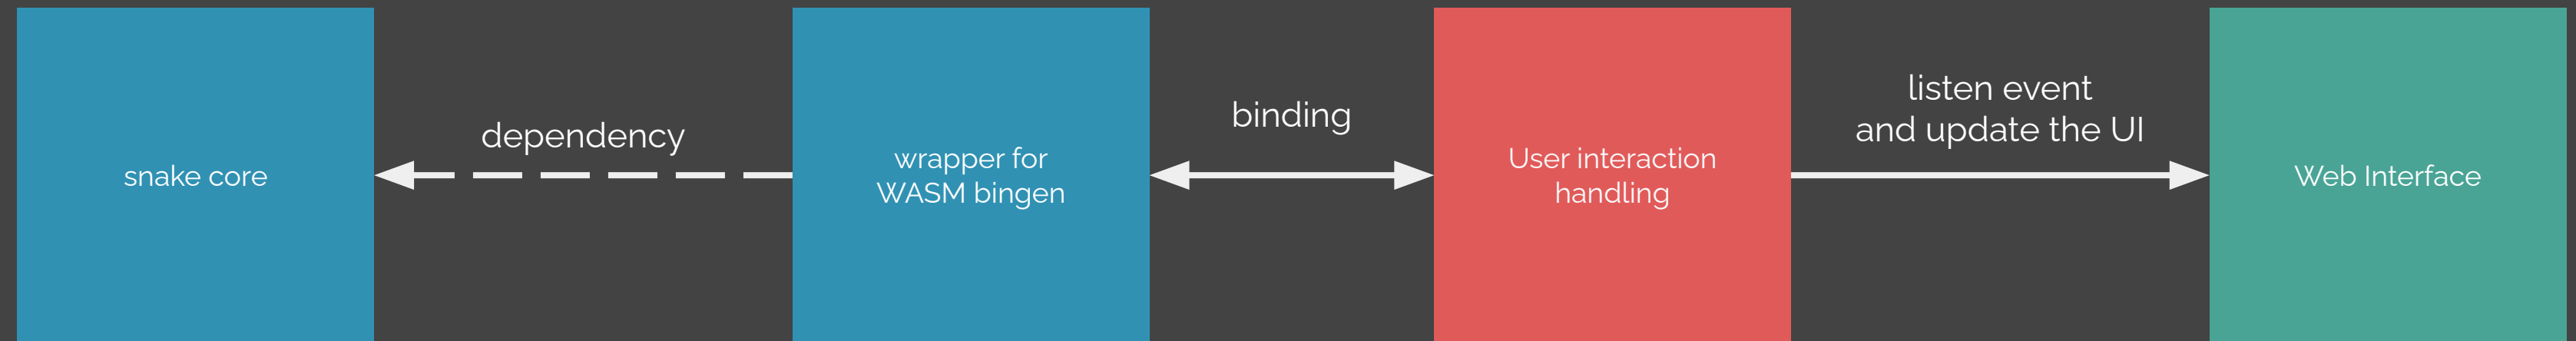 snake core
dependency
wrapper for
WASM bingen
binding
User interaction
handling
listen event
and update the UI
Web Interface